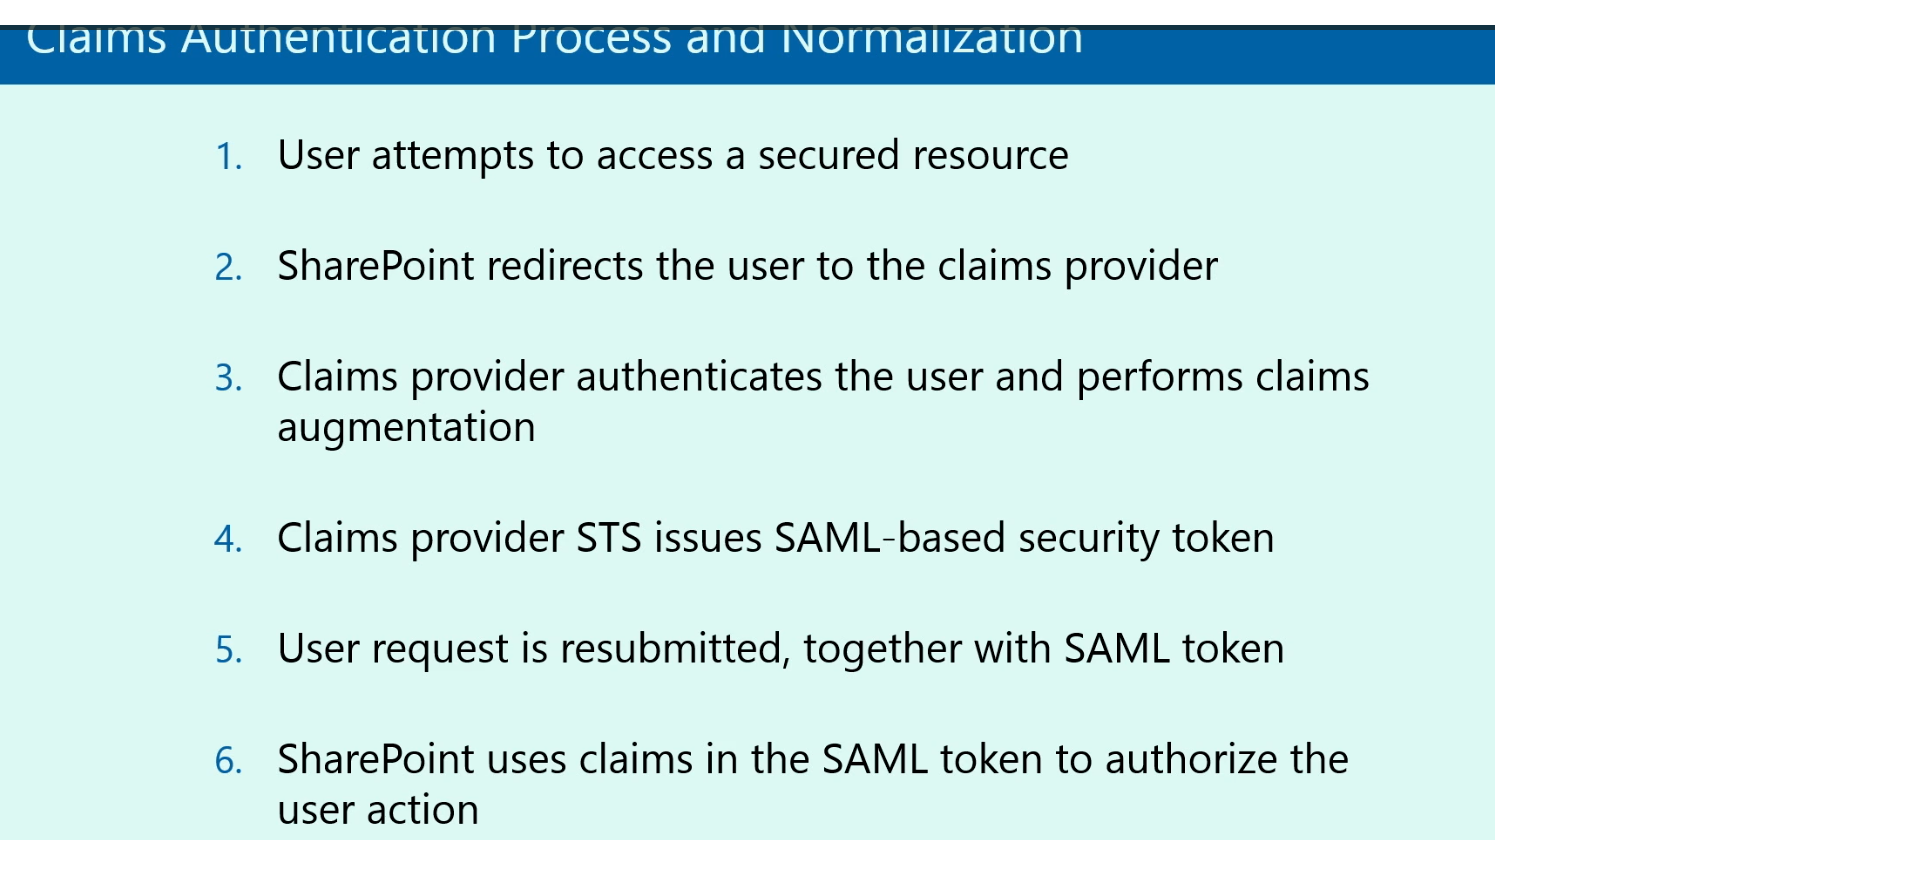 Claims Authentication Process and Normalization
1. User attempts to access a secured resource
2. SharePoint redirects the user to the claims provider
3. Claims provider authenticates the user and performs claims
augmentation
4. Claims provider STS issues SAML-based security token
5. User request is resubmitted, together with SAML token
6. SharePoint uses claims in the SAML token to authorize the
user action